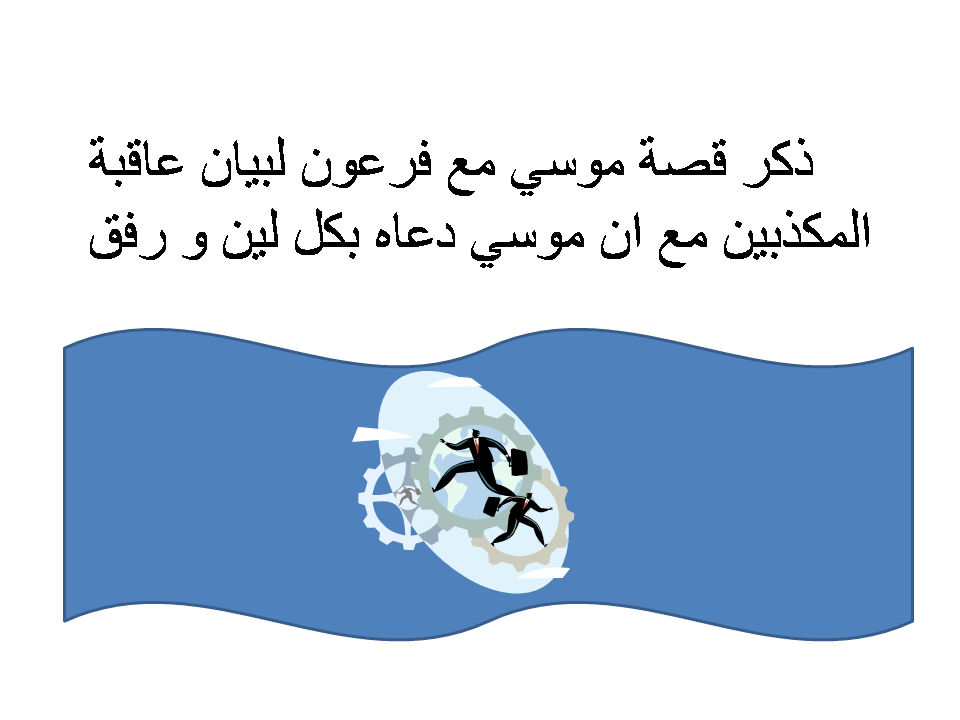 ذكر قصة موسي مع فرعون لبيان عاقبة
المكذبين مع ان موسي دعاه بكل لين و رفق